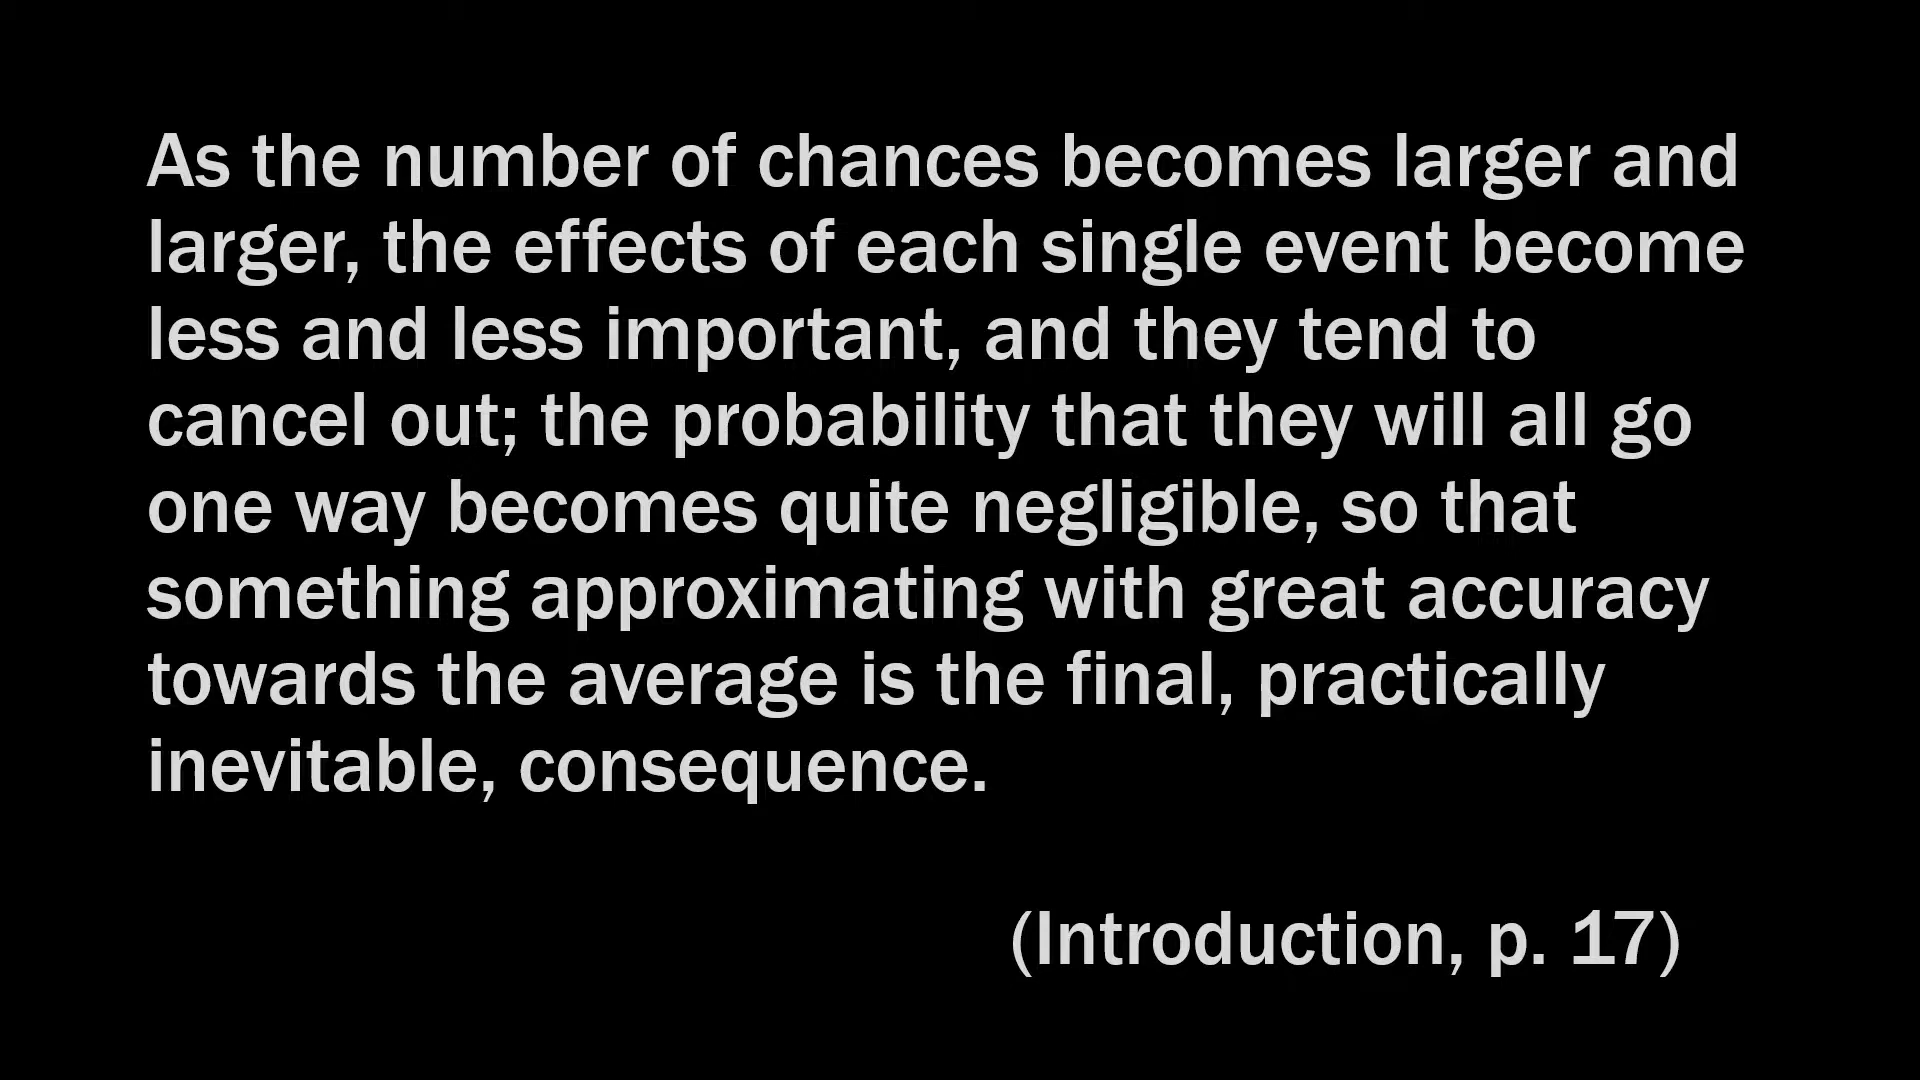 As the number of chances becomes larger and
larger, the effects of each single event become
less and less important, and they tend to
cancel out; the probability that they will all go
one way becomes quite negligible, so that
something approximating with great accuracy
towards the average is the final, practically
inevitable, consequence.
(Introduction, p. 17)